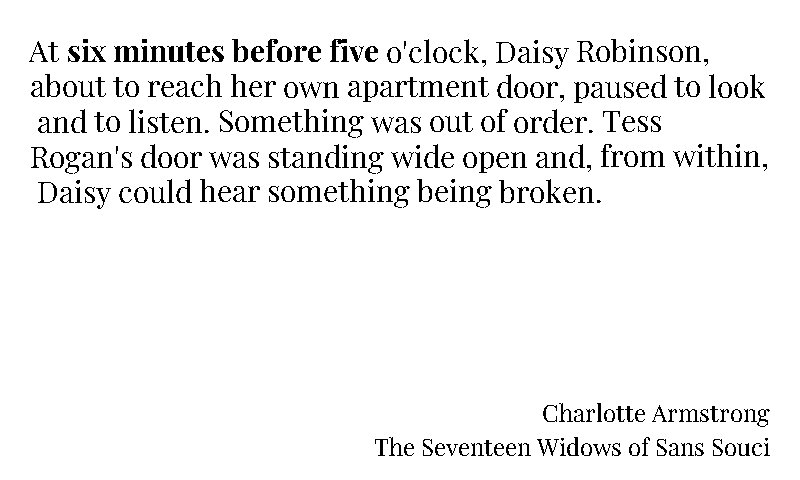 At six minutes before five o'clock, Daisy Robinson,
about to reach her own apartment door, paused to look
and to listen. Something was out of order. Tess
Rogan's door was standing wide open and, from within,
Daisy could hear something being broken.
Charlotte Armstrong
The Seventeen Widows of Sans Souci